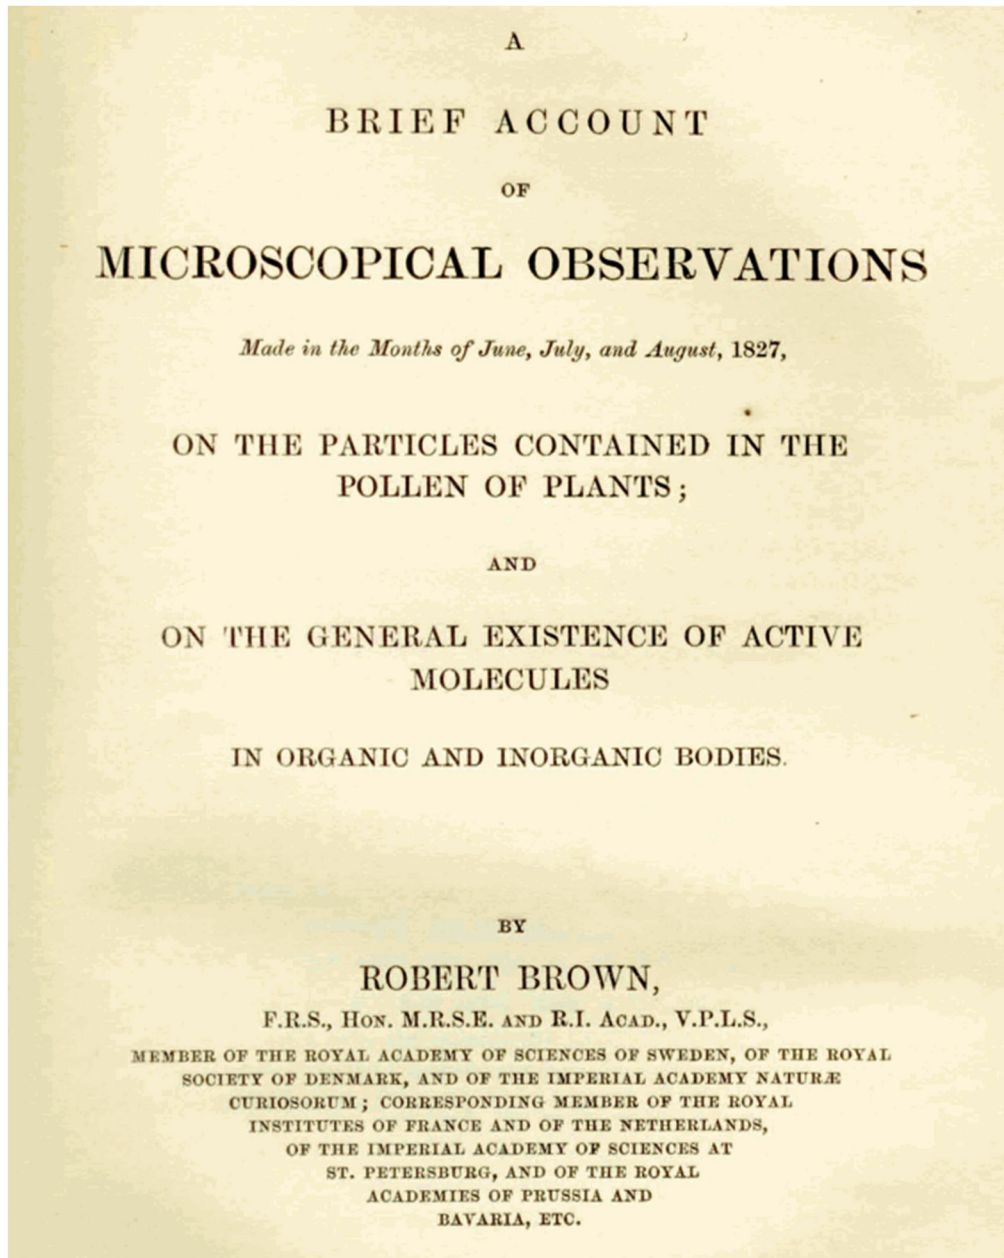 A
BRIEF ACCOUNT
OF
MICROSCOPICAL OBSERVATIONS
Made in the Months of June, July, and August, 1827,
ON THE PARTICLES CONTAINED IN THE
POLLEN OF PLANTS;
AND
ON THE GENERAL EXISTENCE OF ACTIVE
MOLECULES
IN ORGANIC AND INORGANIC BODIES.
BY
ROBERT BROWN,
F.R.S., HON. M.R.S.E. AND R.I. ACAD., V.P.L.S.,
MEMBER OF THE ROYAL ACADEMY OF SCIENCES OF SWEDEN, OF THE ROYAL
SOCIETY OF DENMARK, AND OF THE IMPERIAL ACADEMY NATURÆ
CURIOSORUM; CORRESPONDING MEMBER OF THE ROYAL
INSTITUTES OF FRANCE AND OF THE NETHERLANDS,
OF THE IMPERIAL ACADEMY OF SCIENCES AT
ST. PETERSBURG, AND OF THE ROYAL
ACADEMIES OF PRUSSIA AND
BAVARIA, ETC.